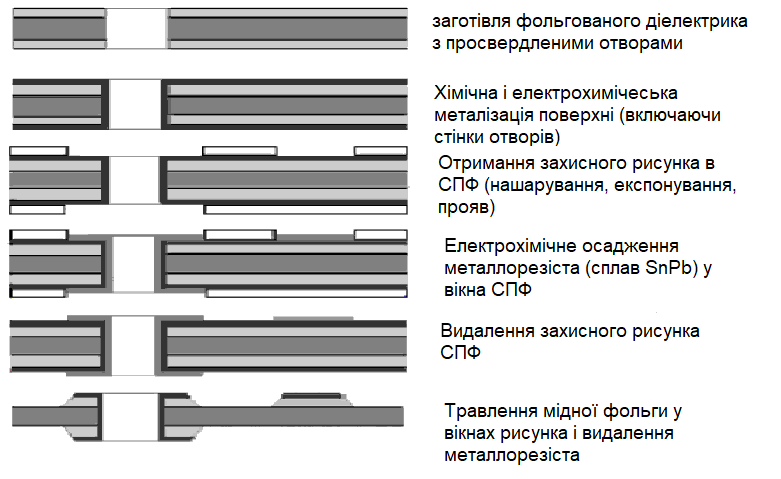 заготівля фольгованого діелектрика
з просвердленими отворами
Хімічна і електрохимічеська
металізація поверхні (включаючи
стінки отворів)
Отримання захисного рисунка в
СПФ (нашарування, експонування,
прояв)
Електрохімічне осадження
металлорезіста (сплав SnPb) у
вікна СПФ
Видалення захисного рисунка
СПФ
Травлення мідної фольги у
вікнах рисунка і видалення
металлорезіста